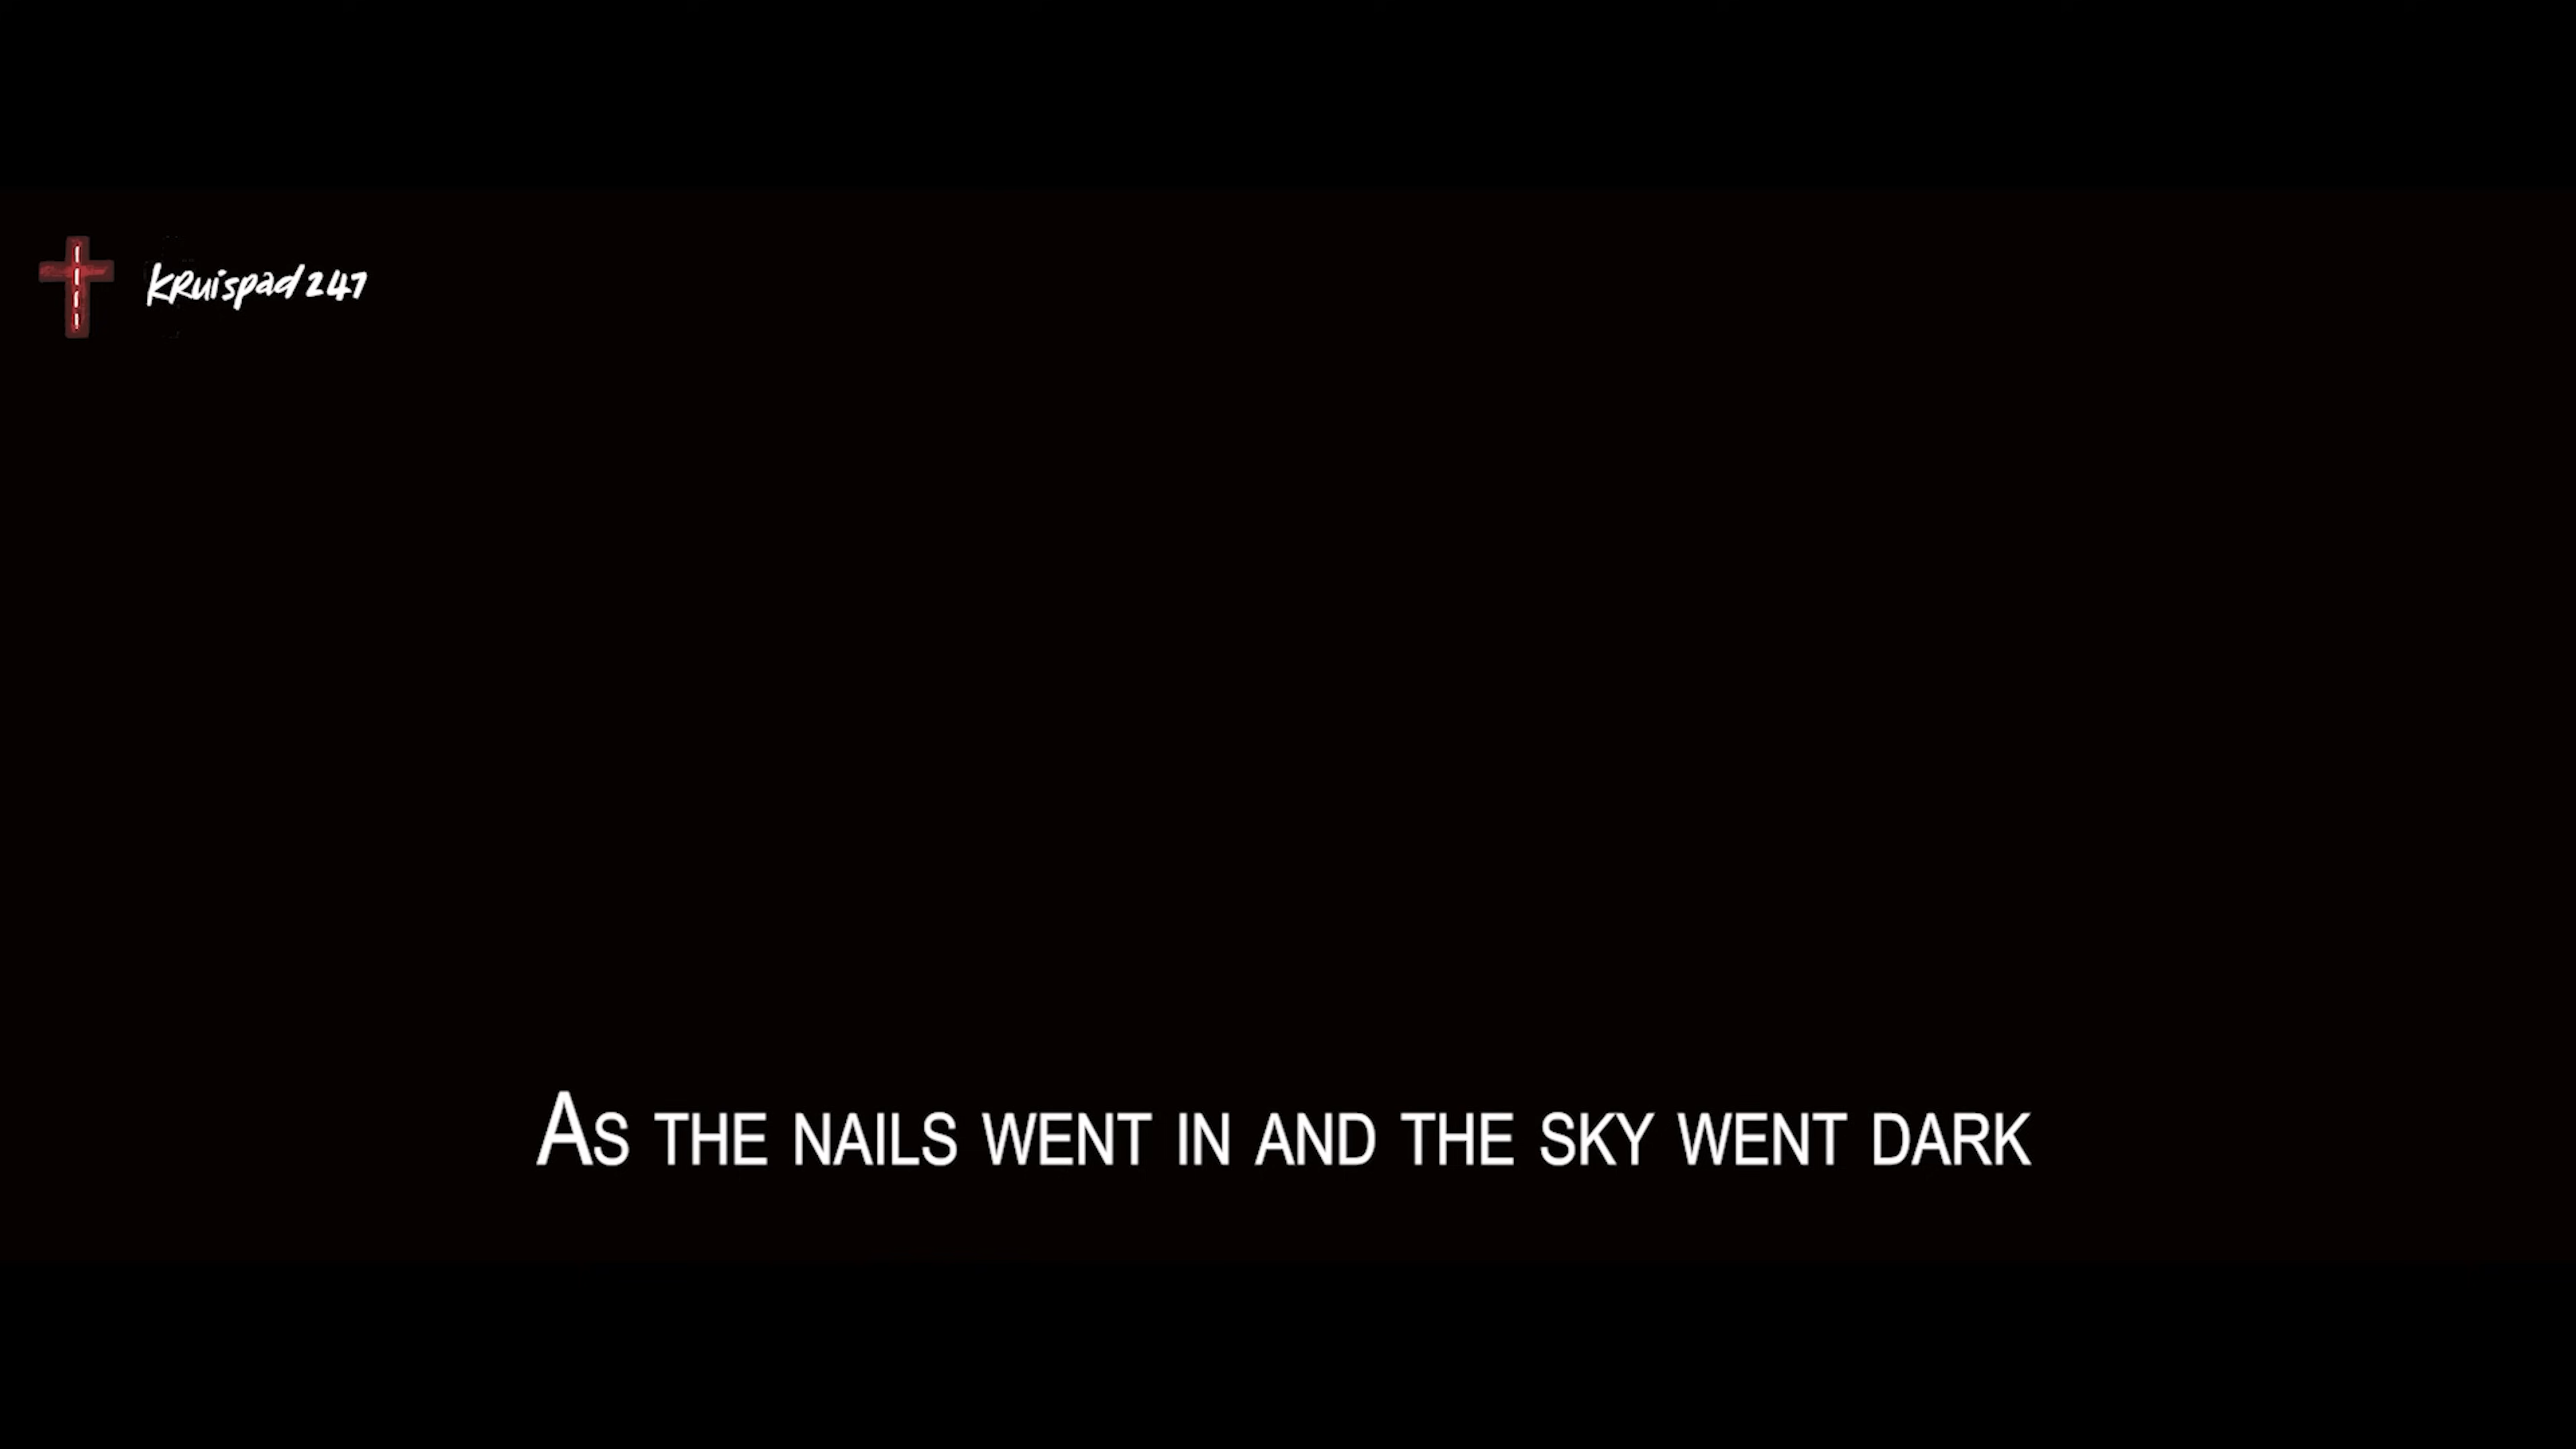 KRuispad 247
As the nails went in and the sky went dark